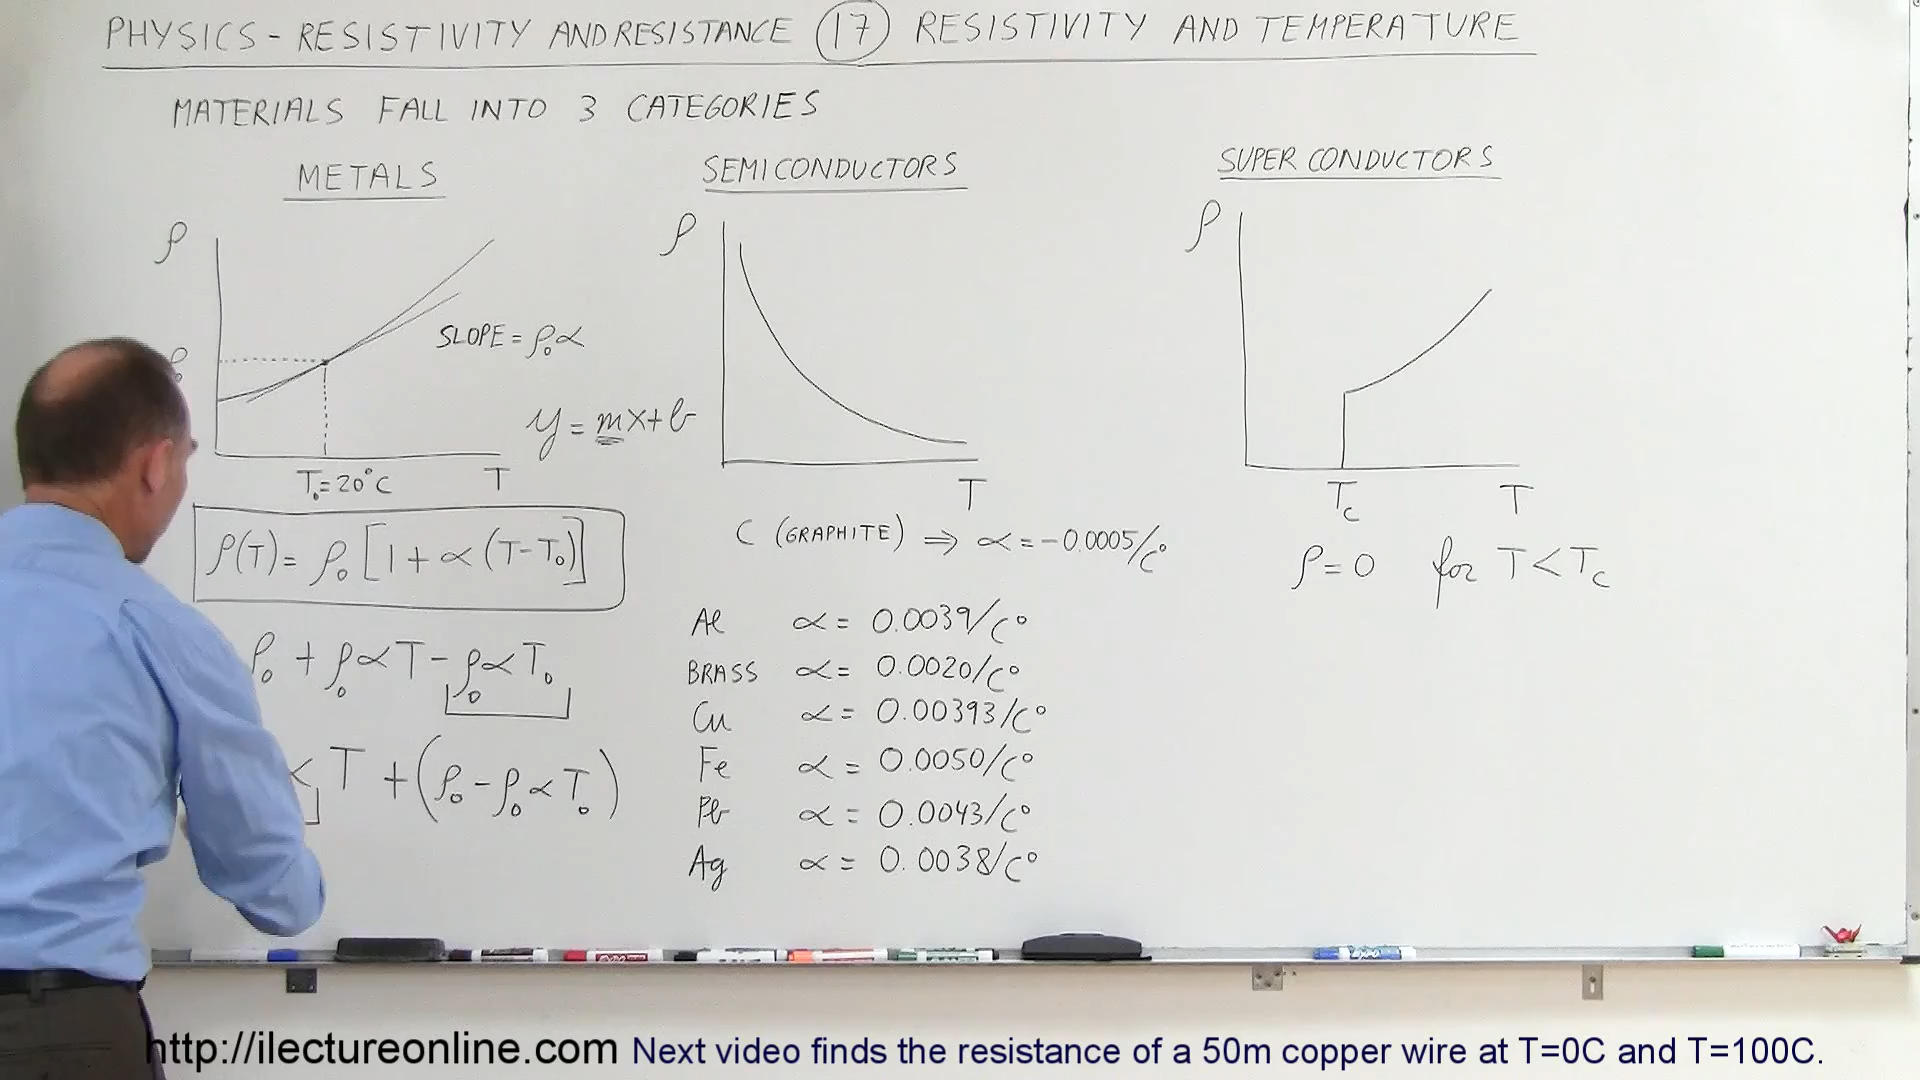 PHYSICS - RESISTIVITY AND RESISTANCE 17 RESISTIVITY AND TEMPERATURE
MATERIALS FALL INTO 3 CATEGORIES
METALS
ρ
ρ₀
SLOPE = ρ₀α
y = mx+b
T₀=20°C
T
ρ(T) = ρ₀ [1 + α (T-T₀)]
ρ₀ + ρ₀αT - ρ₀αT₀
T + (ρ₀ - ρ₀αT₀)
SEMICONDUCTORS
ρ
T
C (GRAPHITE) ⇒ α = -0.0005/C°
Al α = 0.0039/C°
BRASS α = 0.0020/C°
Cu α = 0.00393/C°
Fe α = 0.0050/C°
Pb α = 0.0043/C°
Ag α = 0.0038/C°
SUPER CONDUCTORS
ρ
Tc
T
ρ = 0 for T < Tc
http://ilectureonline.com Next video finds the resistance of a 50m copper wire at T=0C and T=100C.